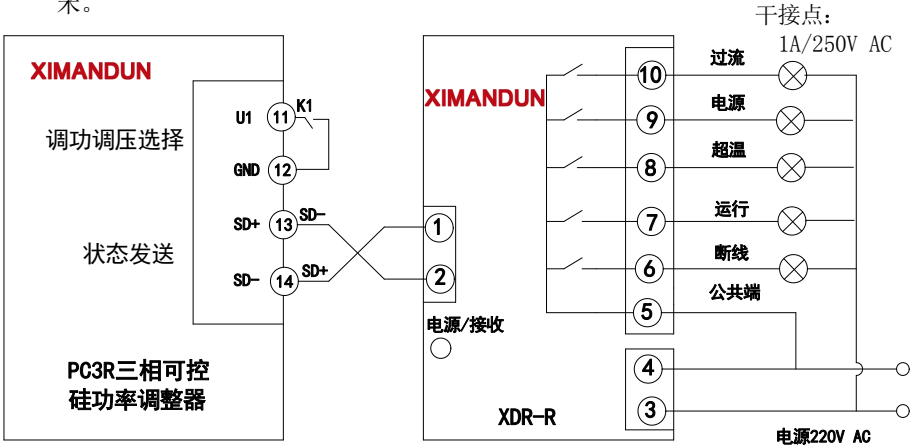 来。
干接点:
1A/250V AC
XIMANDUN
调功调压选择
U1 11 K1
GND 12
状态发送
SD+ 13 SD-
SD- 14 SD+
PC3R三相可控
硅功率调整器
XIMANDUN
1
2
电源/接收
XDR-R
10 过流
9 电源
8 超温
7 运行
6 断线
5 公共端
4
3
电源220V AC